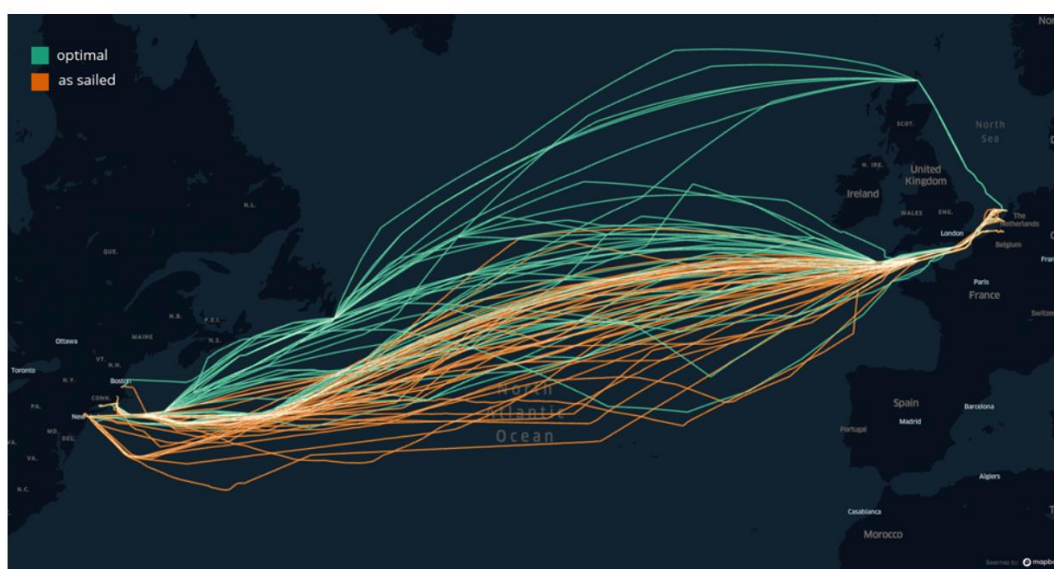 optimal
as sailed
SCOT.
North
Sea
N. IRE.
United
Kingdom
Ireland
N.L.
WALES
ENG.
The
Netherlands
London
Belgium
QUE.
Paris
France
N.B.
P.E.I.
MAINE
N.S.
Ottawa
VT.
N.H.
Toronto
N.Y.
Boston
CONN.
North
Atlantic
Ocean
PA.
New
Spain
Barcelona
Madrid
Portugal
MD.
DEL.
VA.
N.C.
Algiers
Casablanca
Morocco